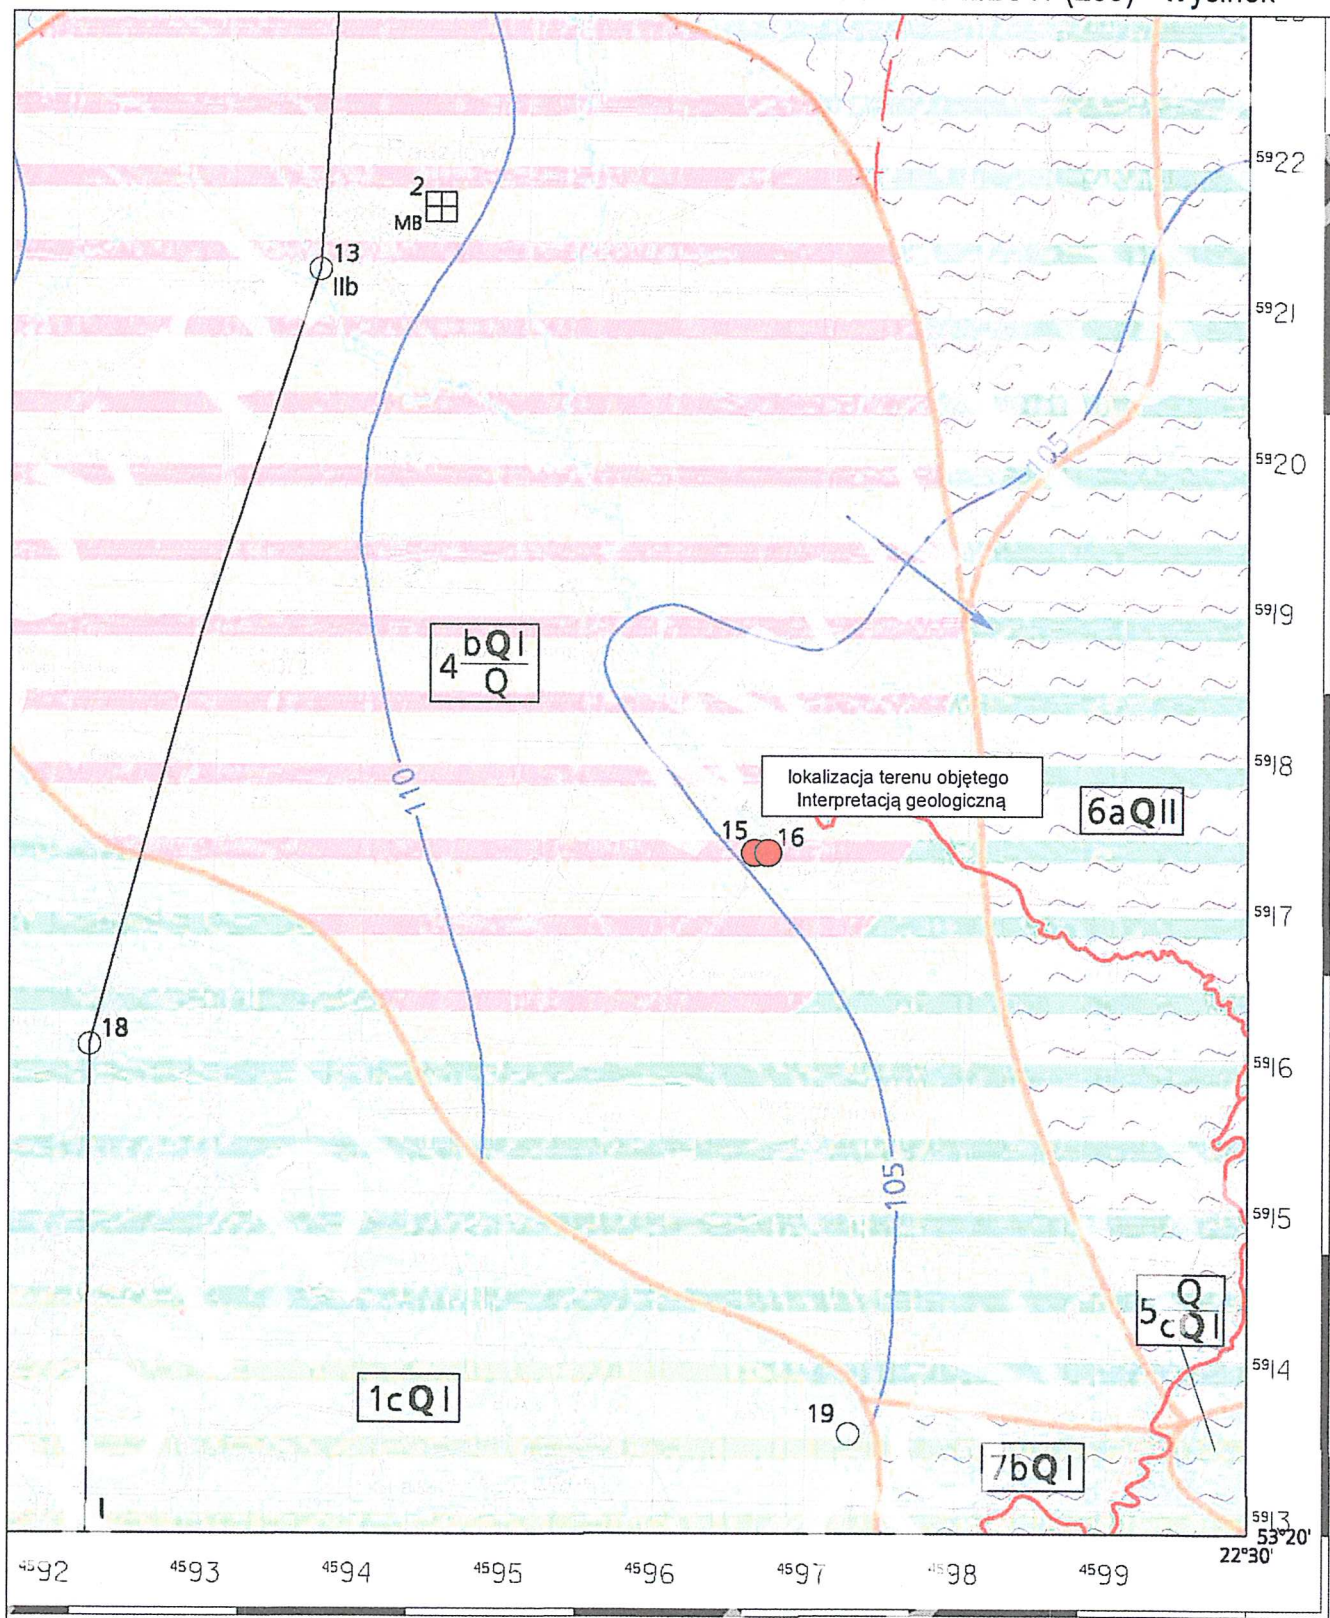 wycinek
⁵⁹22
2
MB
13
IIb
⁵⁹21
105
⁵⁹20
⁵⁹19
4 bQI
Q
⁵⁹18
110
lokalizacja terenu objętego
Interpretacją geologiczną
6aQII
15 16
⁵⁹17
18
⁵⁹16
105
⁵⁹15
5 Q
cQI
⁵⁹14
1cQI
19
7bQI
I
⁵⁹13
53°20'
22°30'
⁴⁵92 ⁴⁵93 ⁴⁵94 ⁴⁵95 ⁴⁵96 ⁴⁵97 ⁴⁵98 ⁴⁵99